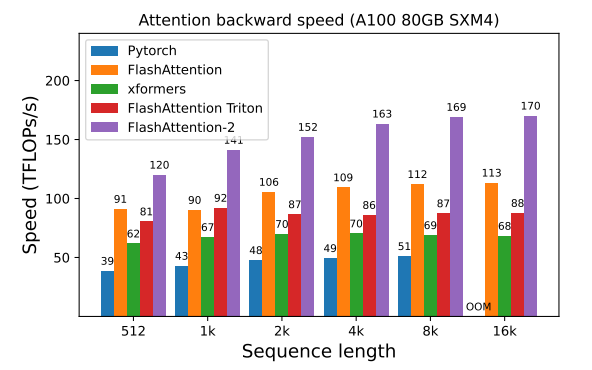 Attention backward speed (A100 80GB SXM4)
Pytorch
FlashAttention
xformers
FlashAttention Triton
FlashAttention-2
Speed (TFLOPs/s)
200
150
100
50
39 91 62 81 120
43 90 67 92 141
48 106 70 87 152
49 109 70 86 163
51 112 69 87 169
OOM 113 68 88 170
512 1k 2k 4k 8k 16k
Sequence length